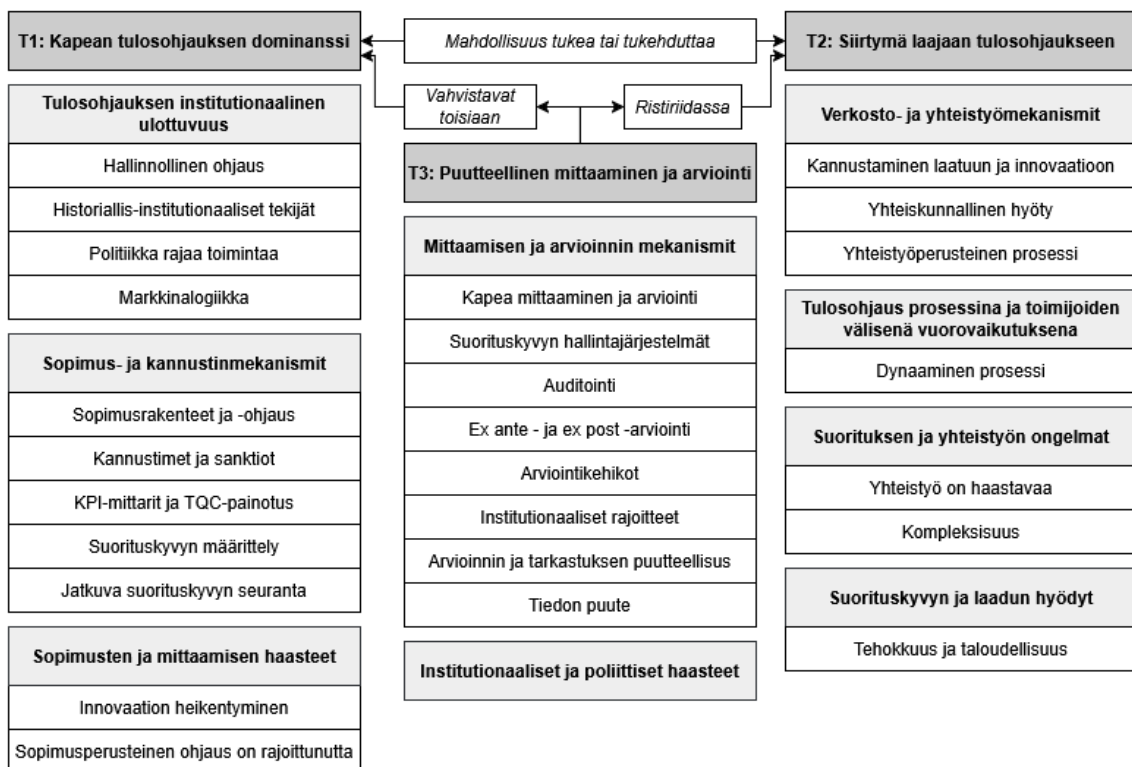 T1: Kapean tulosohjauksen dominanssi
Mahdollisuus tukea tai tukehduttaa
T2: Siirtymä laajaan tulosohjaukseen
Vahvistavat
toisiaan
Ristiriidassa
Tulosohjauksen institutionaalinen
ulottuvuus
Hallinnollinen ohjaus
Historiallis-institutionaaliset tekijät
Politiikka rajaa toimintaa
Markkinalogiikka
Sopimus- ja kannustinmekanismit
Sopimusrakenteet ja -ohjaus
Kannustimet ja sanktiot
KPI-mittarit ja TQC-painotus
Suorituskyvyn määrittely
Jatkuva suorituskyvyn seuranta
Sopimusten ja mittaamisen haasteet
Innovaation heikentyminen
Sopimusperusteinen ohjaus on rajoittunutta
T3: Puutteellinen mittaaminen ja arviointi
Mittaamisen ja arvioinnin mekanismit
Kapea mittaaminen ja arviointi
Suorituskyvyn hallintajärjestelmät
Auditointi
Ex ante - ja ex post -arviointi
Arviointikehikot
Institutionaaliset rajoitteet
Arvioinnin ja tarkastuksen puutteellisus
Tiedon puute
Institutionaaliset ja poliittiset haasteet
Verkosto- ja yhteistyömekanismit
Kannustaminen laatuun ja innovaatioon
Yhteiskunnallinen hyöty
Yhteistyöperusteinen prosessi
Tulosohjaus prosessina ja toimijoiden
välisenä vuorovaikutuksena
Dynaaminen prosessi
Suorituksen ja yhteistyön ongelmat
Yhteistyö on haastavaa
Kompleksisuus
Suorituskyvyn ja laadun hyödyt
Tehokkuus ja taloudellisuus